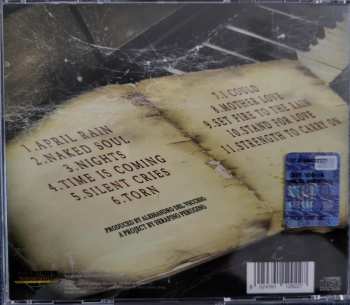 1.APRIL RAIN
2.NAKED SOUL
3.NIGHTS
4.TIME IS COMING
5.SILENT CRIES
6.TORN
7.I COULD
8.MOTHER LOVE
9.SET FIRE TO THE RAIN
10.STAND FOR LOVE
11.STRENGTH TO CARRY ON
PRODUCED BY ALESSANDRO DEL VECCHIO
A PROJECT BY SERAFINO PERUGINO